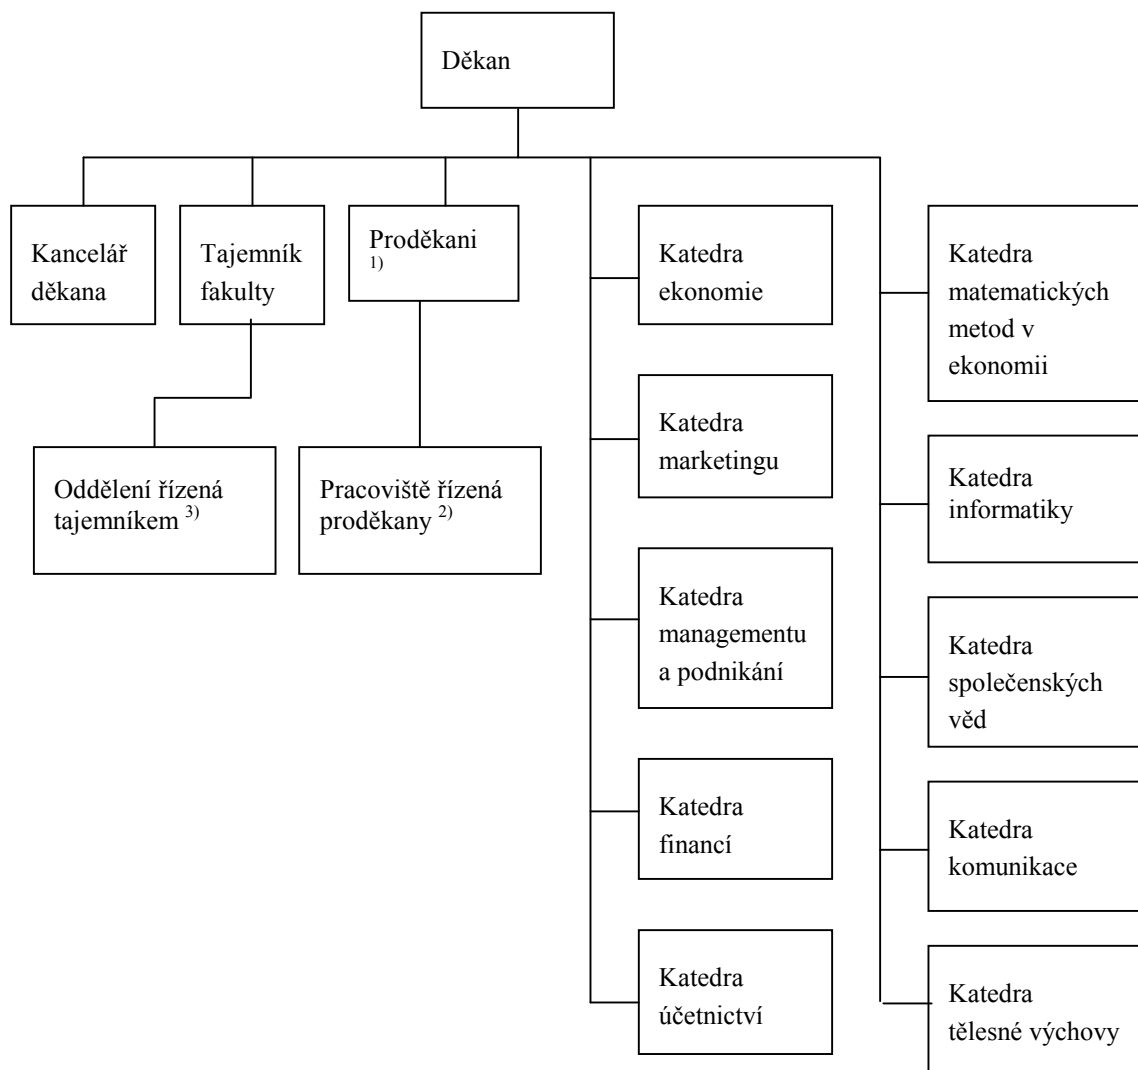 Děkan
Kancelář
děkana
Tajemník
fakulty
Proděkani
1)
Oddělení řízená
tajemníkem 3)
Pracoviště řízená
proděkany 2)
Katedra
ekonomie
Katedra
marketingu
Katedra
managementu
a podnikání
Katedra
financí
Katedra
účetnictví
Katedra
matematických
metod v
ekonomii
Katedra
informatiky
Katedra
společenských
věd
Katedra
komunikace
Katedra
tělesné výchovy